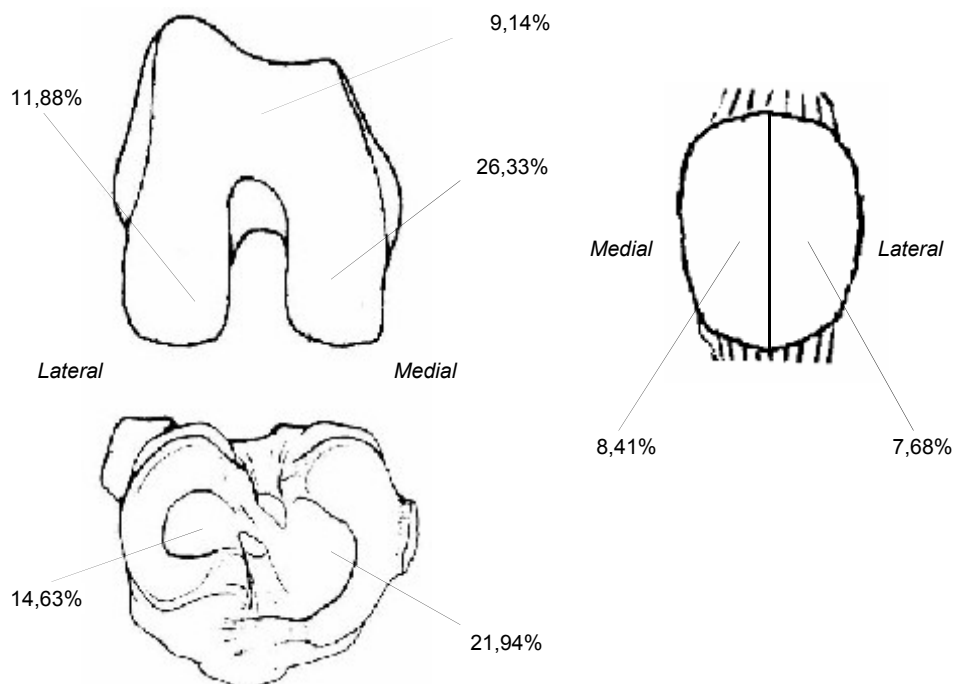 9,14%
11,88%
26,33%
Medial
Lateral
Lateral
Medial
8,41%
7,68%
14,63%
21,94%